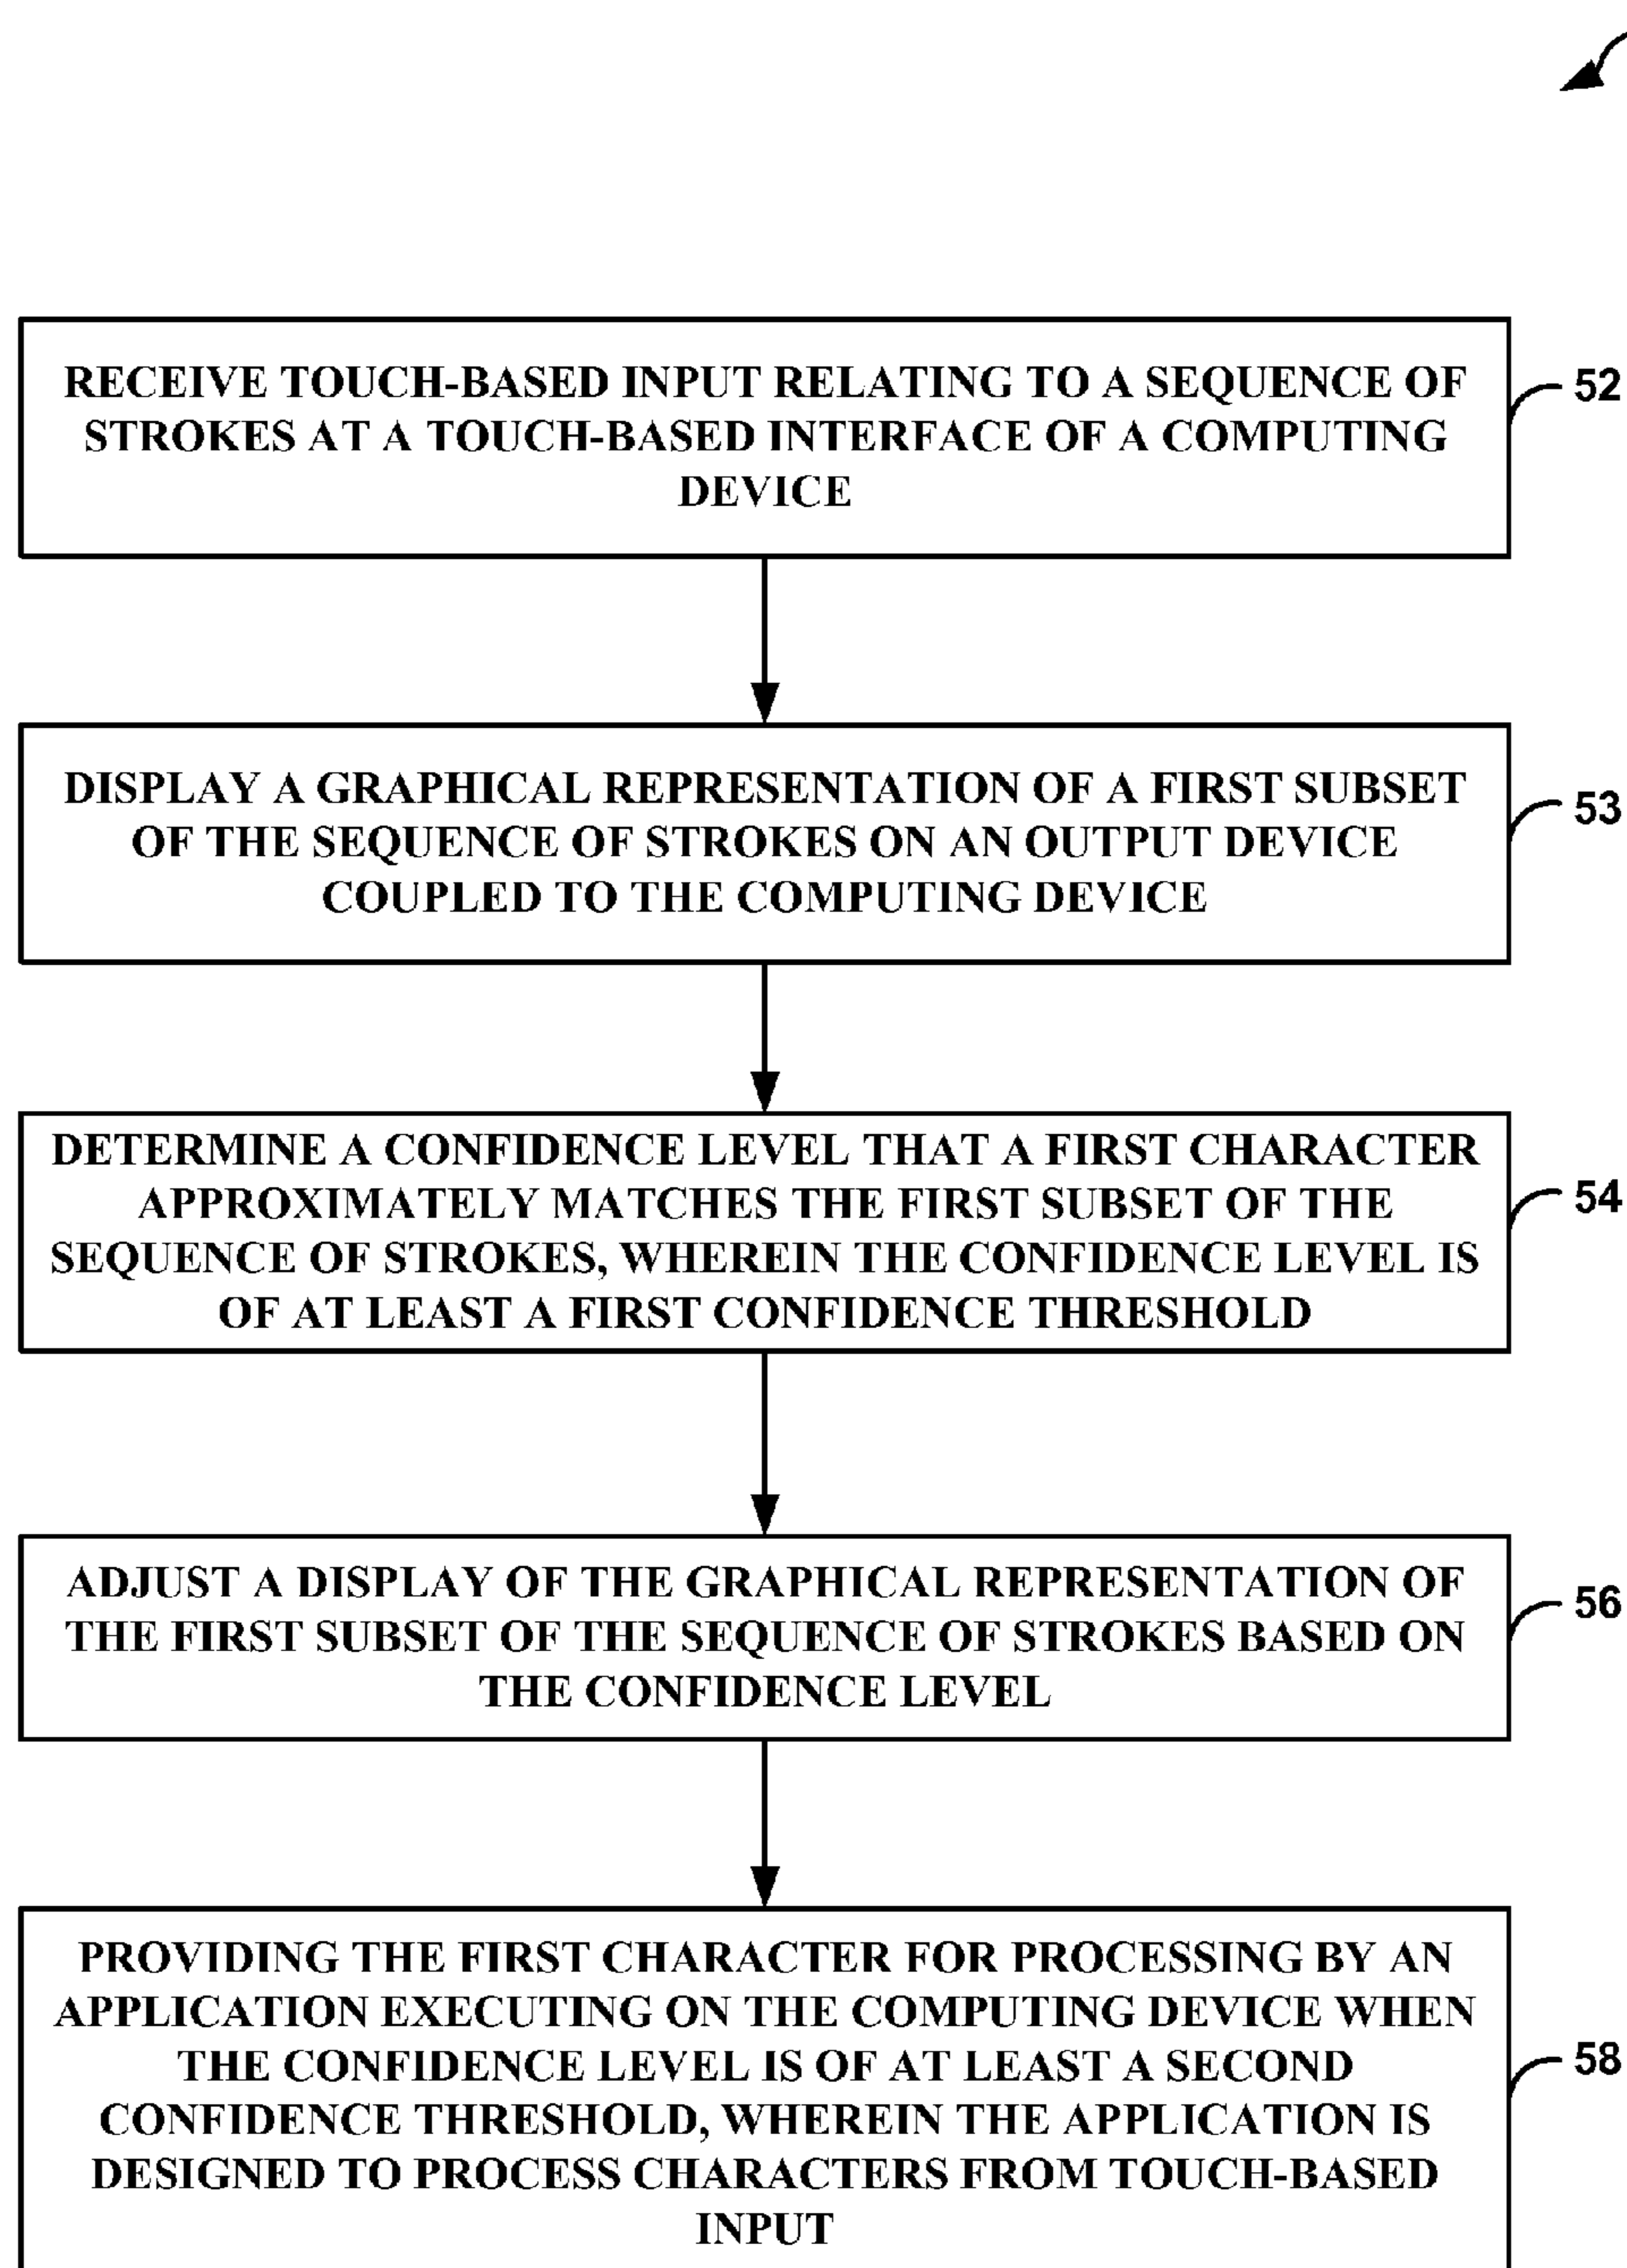 RECEIVE TOUCH-BASED INPUT RELATING TO A SEQUENCE OF
STROKES AT A TOUCH-BASED INTERFACE OF A COMPUTING
DEVICE
52
DISPLAY A GRAPHICAL REPRESENTATION OF A FIRST SUBSET
OF THE SEQUENCE OF STROKES ON AN OUTPUT DEVICE
COUPLED TO THE COMPUTING DEVICE
53
DETERMINE A CONFIDENCE LEVEL THAT A FIRST CHARACTER
APPROXIMATELY MATCHES THE FIRST SUBSET OF THE
SEQUENCE OF STROKES, WHEREIN THE CONFIDENCE LEVEL IS
OF AT LEAST A FIRST CONFIDENCE THRESHOLD
54
ADJUST A DISPLAY OF THE GRAPHICAL REPRESENTATION OF
THE FIRST SUBSET OF THE SEQUENCE OF STROKES BASED ON
THE CONFIDENCE LEVEL
56
PROVIDING THE FIRST CHARACTER FOR PROCESSING BY AN
APPLICATION EXECUTING ON THE COMPUTING DEVICE WHEN
THE CONFIDENCE LEVEL IS OF AT LEAST A SECOND
CONFIDENCE THRESHOLD, WHEREIN THE APPLICATION IS
DESIGNED TO PROCESS CHARACTERS FROM TOUCH-BASED
INPUT
58